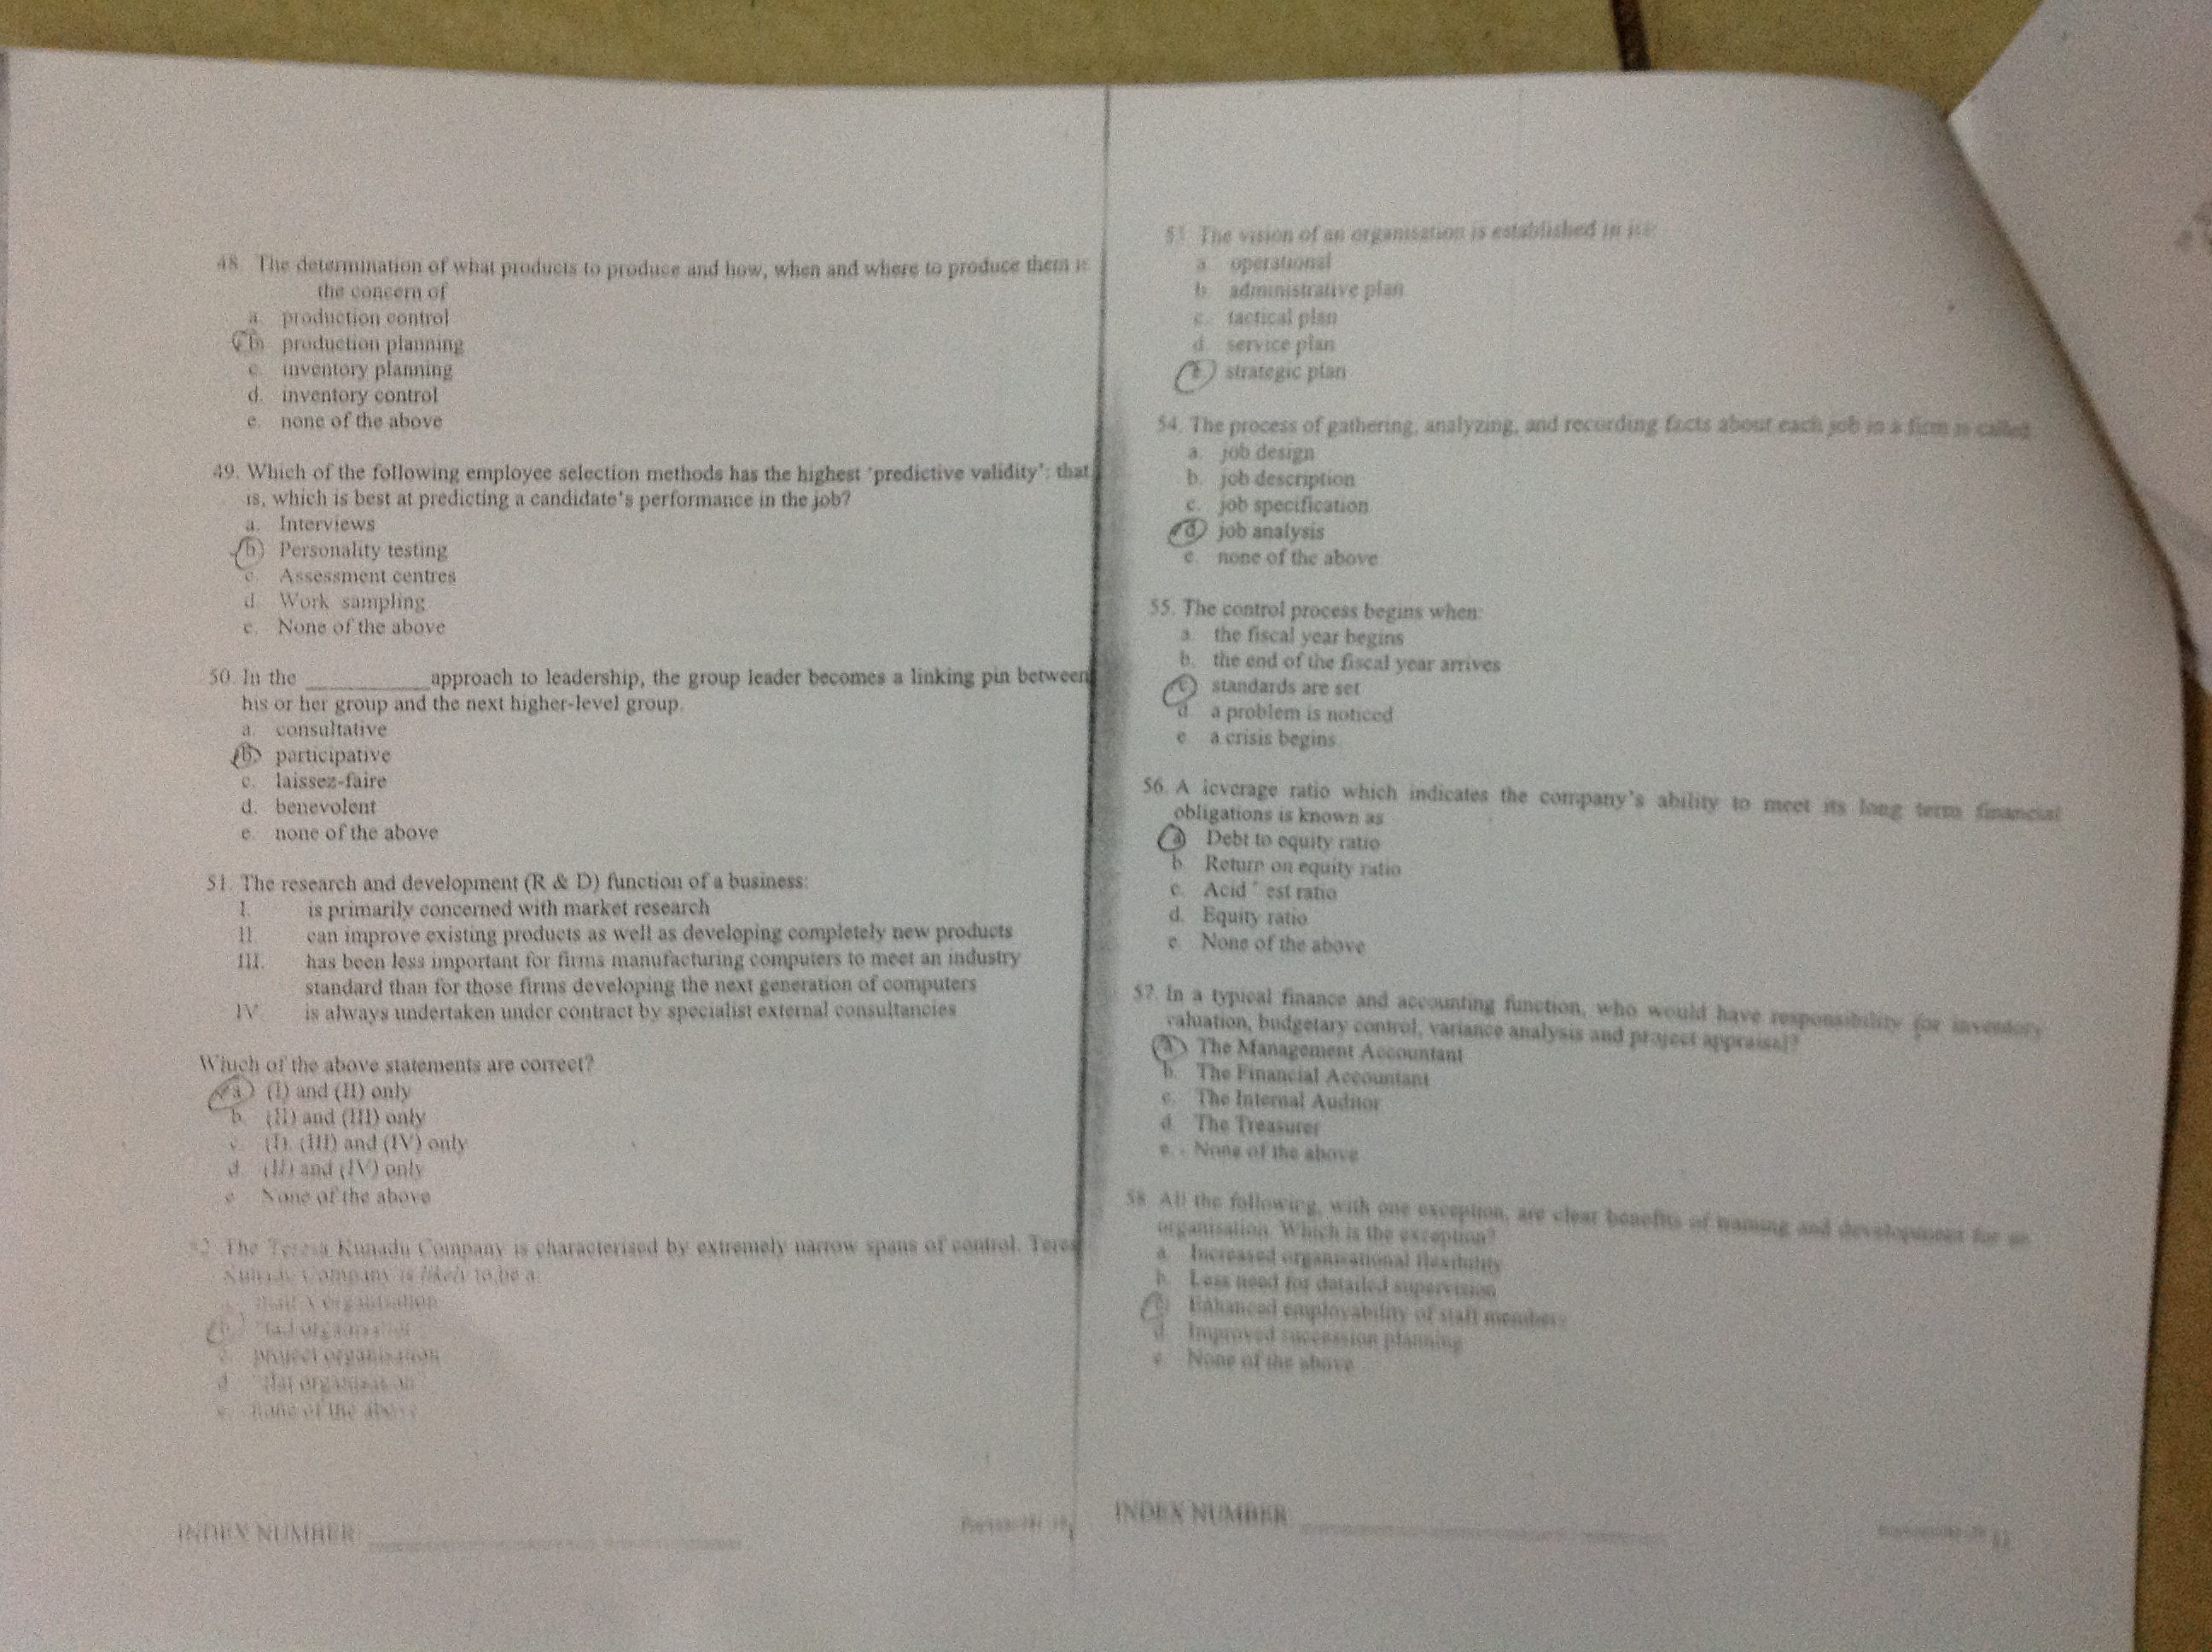 48. The determination of what products to produce and how, when and where to produce them is
the concern of
a. production control
b. production planning
c. inventory planning
d. inventory control
e. none of the above
49. Which of the following employee selection methods has the highest 'predictive validity': that
is, which is best at predicting a candidate's performance in the job?
a. Interviews
b. Personality testing
c. Assessment centres
d. Work sampling
e. None of the above
50. In the __________ approach to leadership, the group leader becomes a linking pin between
his or her group and the next higher-level group.
a. consultative
b. participative
c. laissez-faire
d. benevolent
e. none of the above
51. The research and development (R & D) function of a business:
I. is primarily concerned with market research
II. can improve existing products as well as developing completely new products
III. has been less important for firms manufacturing computers to meet an industry
standard than for those firms developing the next generation of computers
IV. is always undertaken under contract by specialist external consultancies
Which of the above statements are correct?
a. (I) and (II) only
b. (II) and (III) only
c. (I), (III) and (IV) only
d. (II) and (IV) only
e. None of the above
52. The Teresa Kunadu Company is characterised by extremely narrow spans of control. Teresa
Kunadu Company is likely to be a:
organisation
b.
c. project organisation
d. flat organisation
e. none of the above
INDEX NUMBER
53. The vision of an organisation is established in its:
a. operational
b. administrative plan
c. tactical plan
d. service plan
e. strategic plan
54. The process of gathering, analyzing, and recording facts about each job in a firm is called
a. job design
b. job description
c. job specification
d. job analysis
e. none of the above
55. The control process begins when:
a. the fiscal year begins
b. the end of the fiscal year arrives
c. standards are set
d. a problem is noticed
e. a crisis begins
56. A leverage ratio which indicates the company's ability to meet its long term financial
obligations is known as
a. Debt to equity ratio
b. Return on equity ratio
c. Acid est ratio
d. Equity ratio
e. None of the above
57. In a typical finance and accounting function, who would have responsibility for inventory
valuation, budgetary control, variance analysis and project appraisal?
a. The Management Accountant
b. The Financial Accountant
c. The Internal Auditor
d. The Treasurer
e. None of the above
58. All the following, with one exception, are clear benefits of training and development for an
organisation. Which is the exception?
a. Increased organisational flexibility
b. Less need for detailed supervision
c. Enhanced employability of staff members
d. Improved succession planning
e. None of the above
INDEX NUMBER